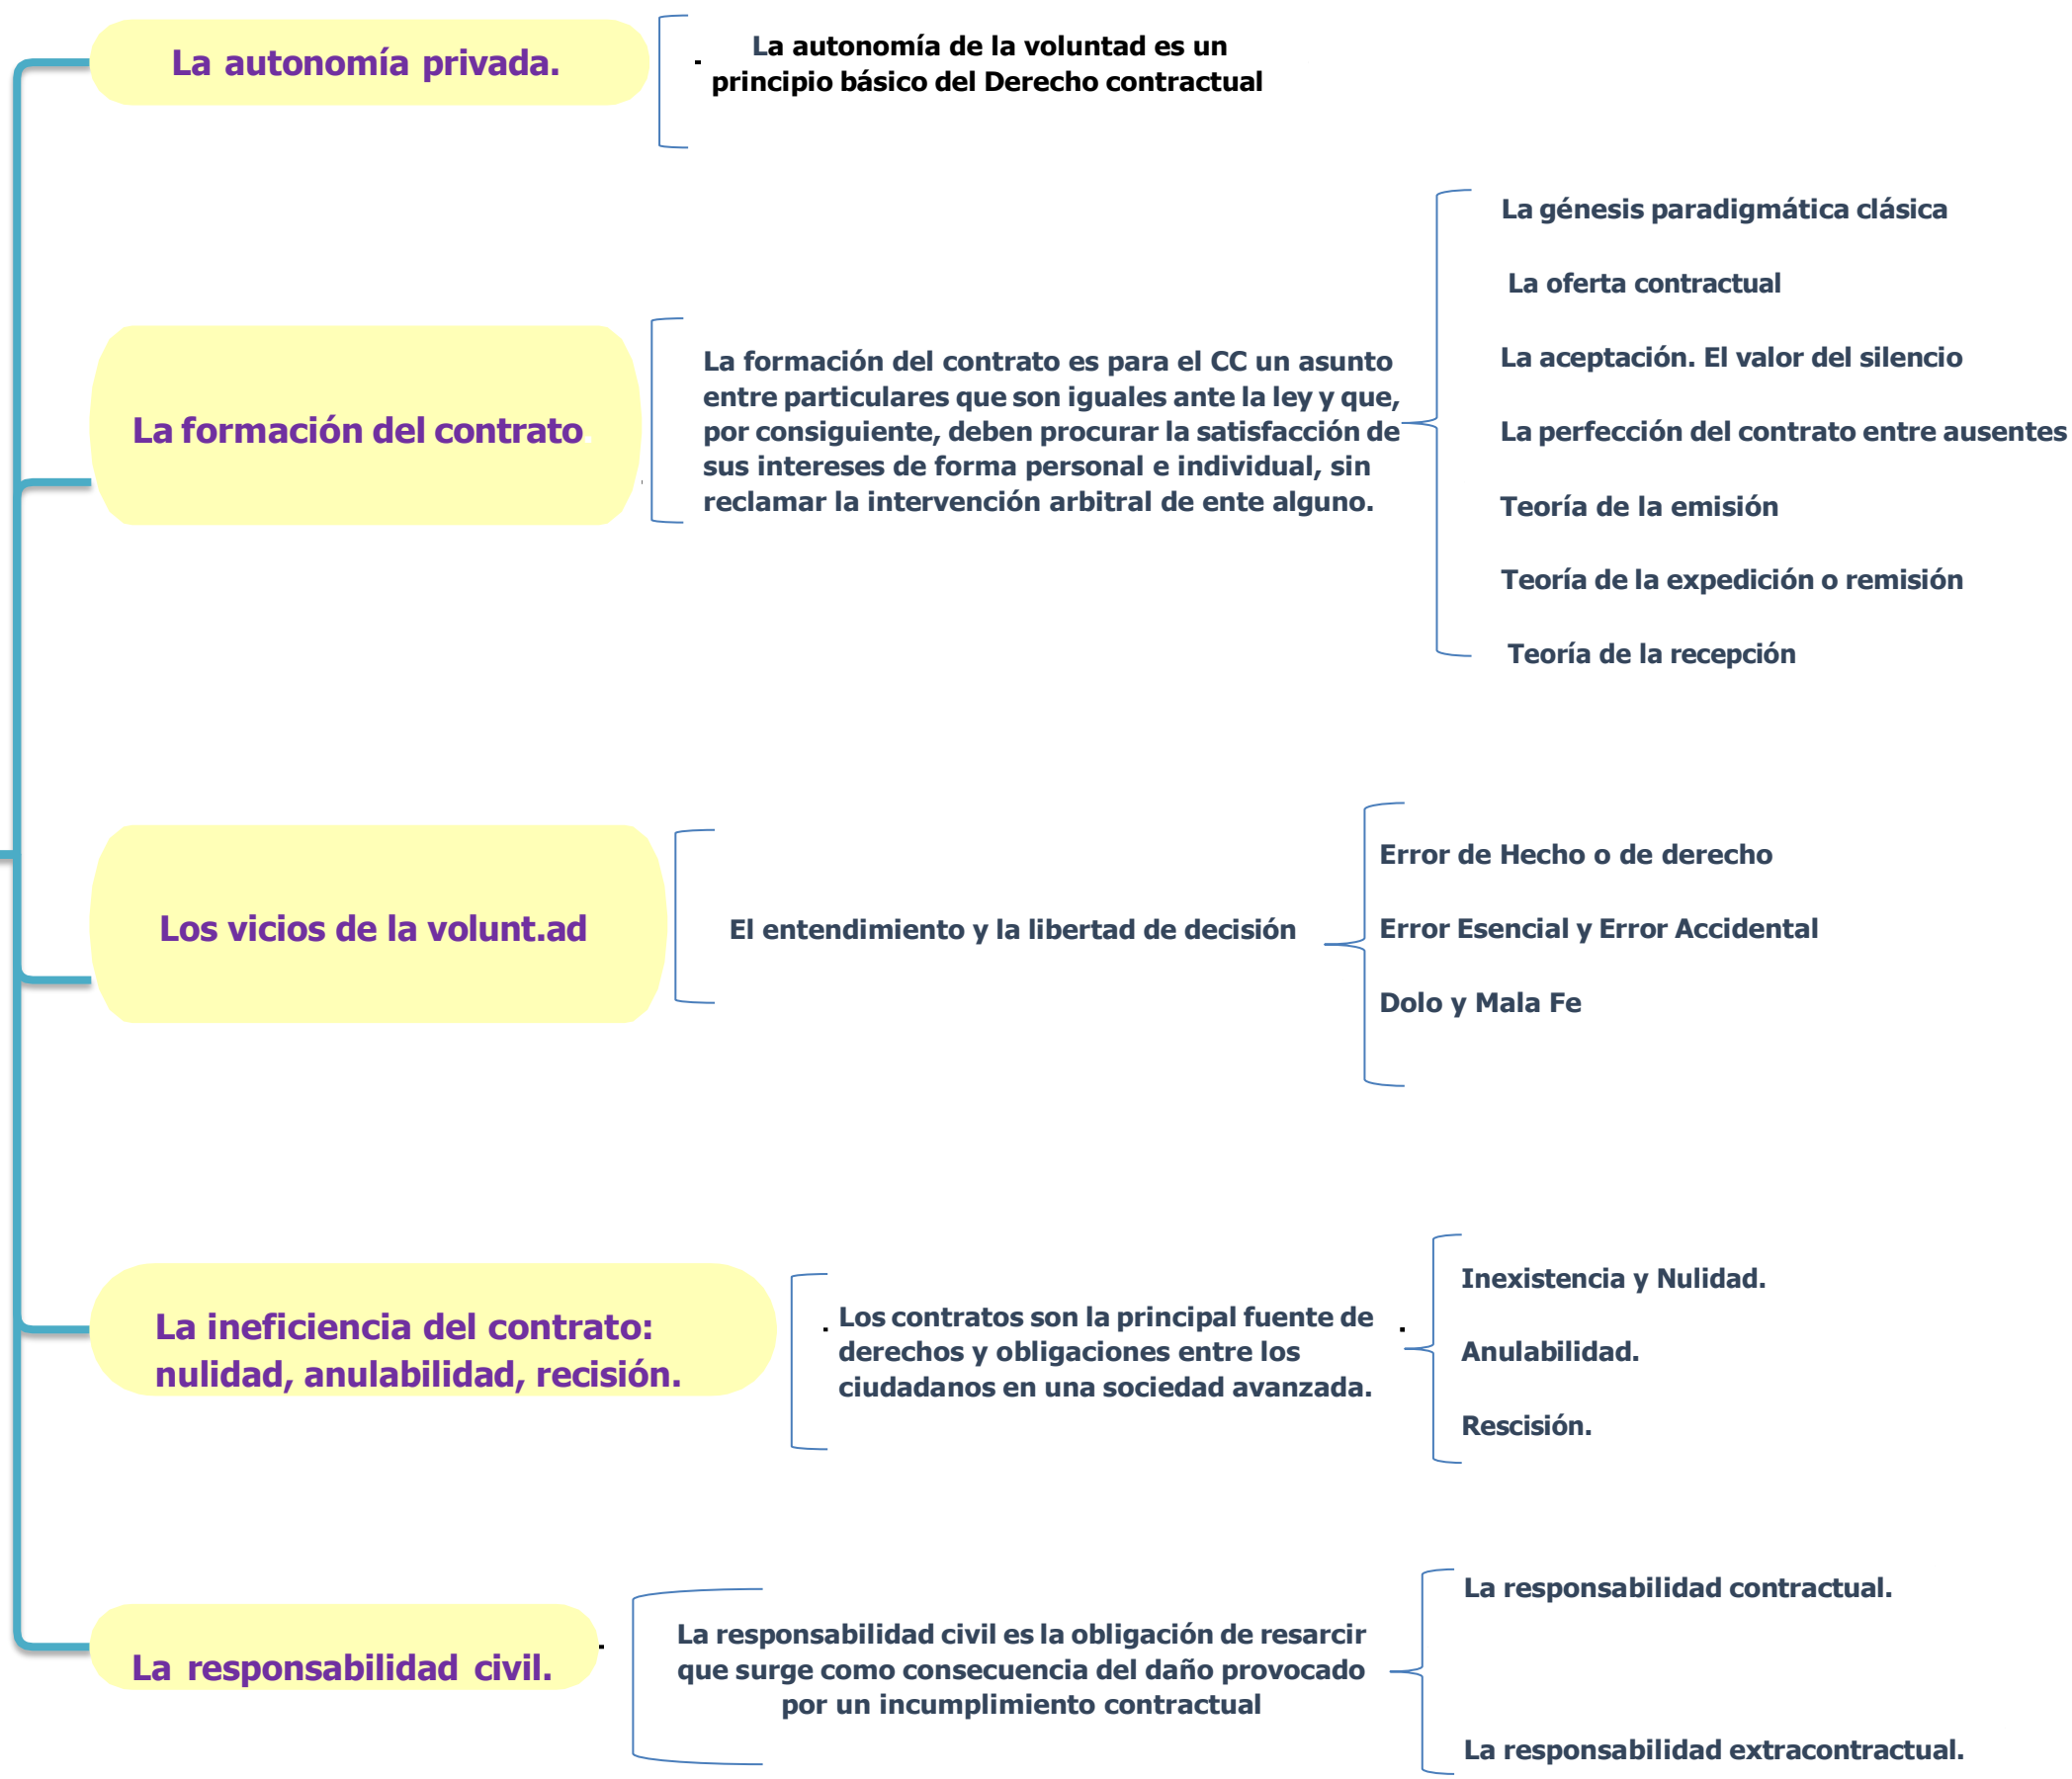 La autonomía privada.
La autonomía de la voluntad es un
principio básico del Derecho contractual
La formación del contrato.
La formación del contrato es para el CC un asunto
entre particulares que son iguales ante la ley y que,
por consiguiente, deben procurar la satisfacción de
sus intereses de forma personal e individual, sin
reclamar la intervención arbitral de ente alguno.
La génesis paradigmática clásica
La oferta contractual
La aceptación. El valor del silencio
La perfección del contrato entre ausentes
Teoría de la emisión
Teoría de la expedición o remisión
Teoría de la recepción
Los vicios de la volunt.ad
El entendimiento y la libertad de decisión
Error de Hecho o de derecho
Error Esencial y Error Accidental
Dolo y Mala Fe
La ineficiencia del contrato:
nulidad, anulabilidad, recisión.
Los contratos son la principal fuente de
derechos y obligaciones entre los
ciudadanos en una sociedad avanzada.
Inexistencia y Nulidad.
Anulabilidad.
Rescisión.
La responsabilidad civil.
La responsabilidad civil es la obligación de resarcir
que surge como consecuencia del daño provocado
por un incumplimiento contractual
La responsabilidad contractual.
La responsabilidad extracontractual.